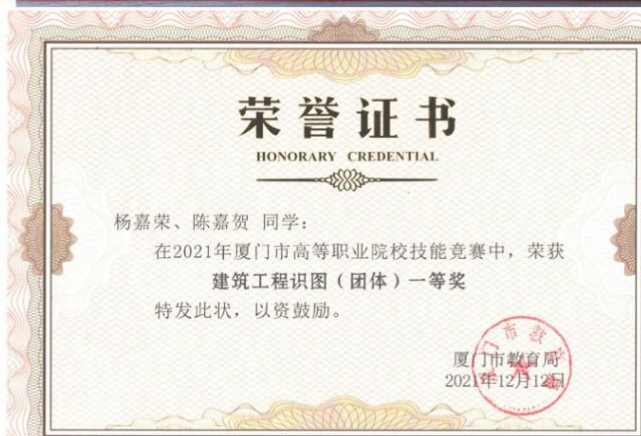 荣誉证书
HONORARY CREDENTIAL
杨嘉荣、陈嘉贺 同学：
在2021年厦门市高等职业院校技能竞赛中，荣获
建筑工程识图（团体）一等奖
特发此状，以资鼓励。
厦门市教育局
2021年12月12日